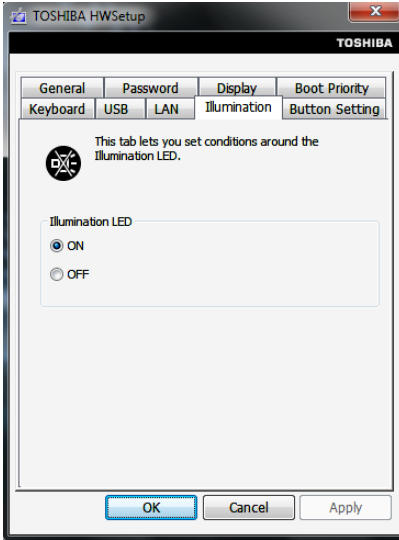 TOSHIBA HWSetup
TOSHIBA
General Password Display Boot Priority
Keyboard USB LAN Illumination Button Setting
This tab lets you set conditions around the
Illumination LED.
Illumination LED
ON
OFF
OK Cancel Apply